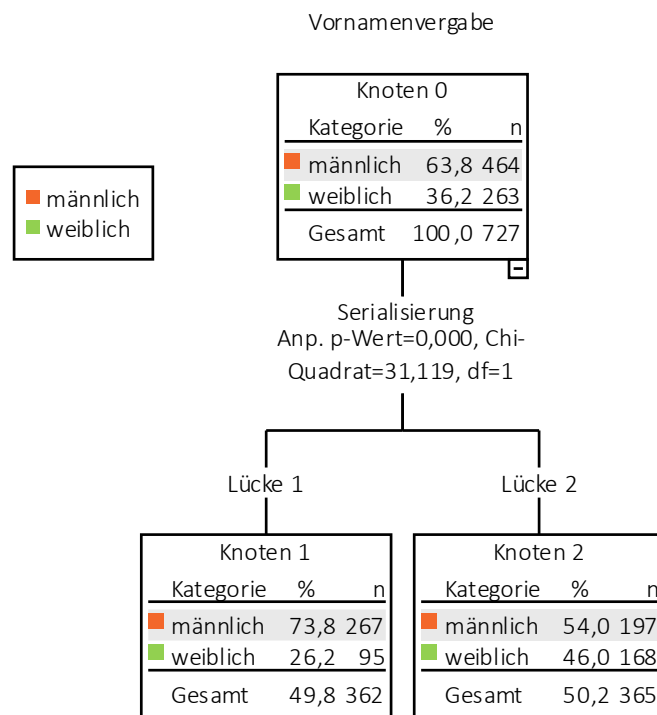 Vornamenvergabe
Knoten 0
Kategorie % n
männlich 63,8 464
weiblich 36,2 263
Gesamt 100,0 727
männlich
weiblich
Serialisierung
Anp. p-Wert=0,000, Chi-
Quadrat=31,119, df=1
Lücke 1
Lücke 2
Knoten 1
Kategorie % n
männlich 73,8 267
weiblich 26,2 95
Gesamt 49,8 362
Knoten 2
Kategorie % n
männlich 54,0 197
weiblich 46,0 168
Gesamt 50,2 365